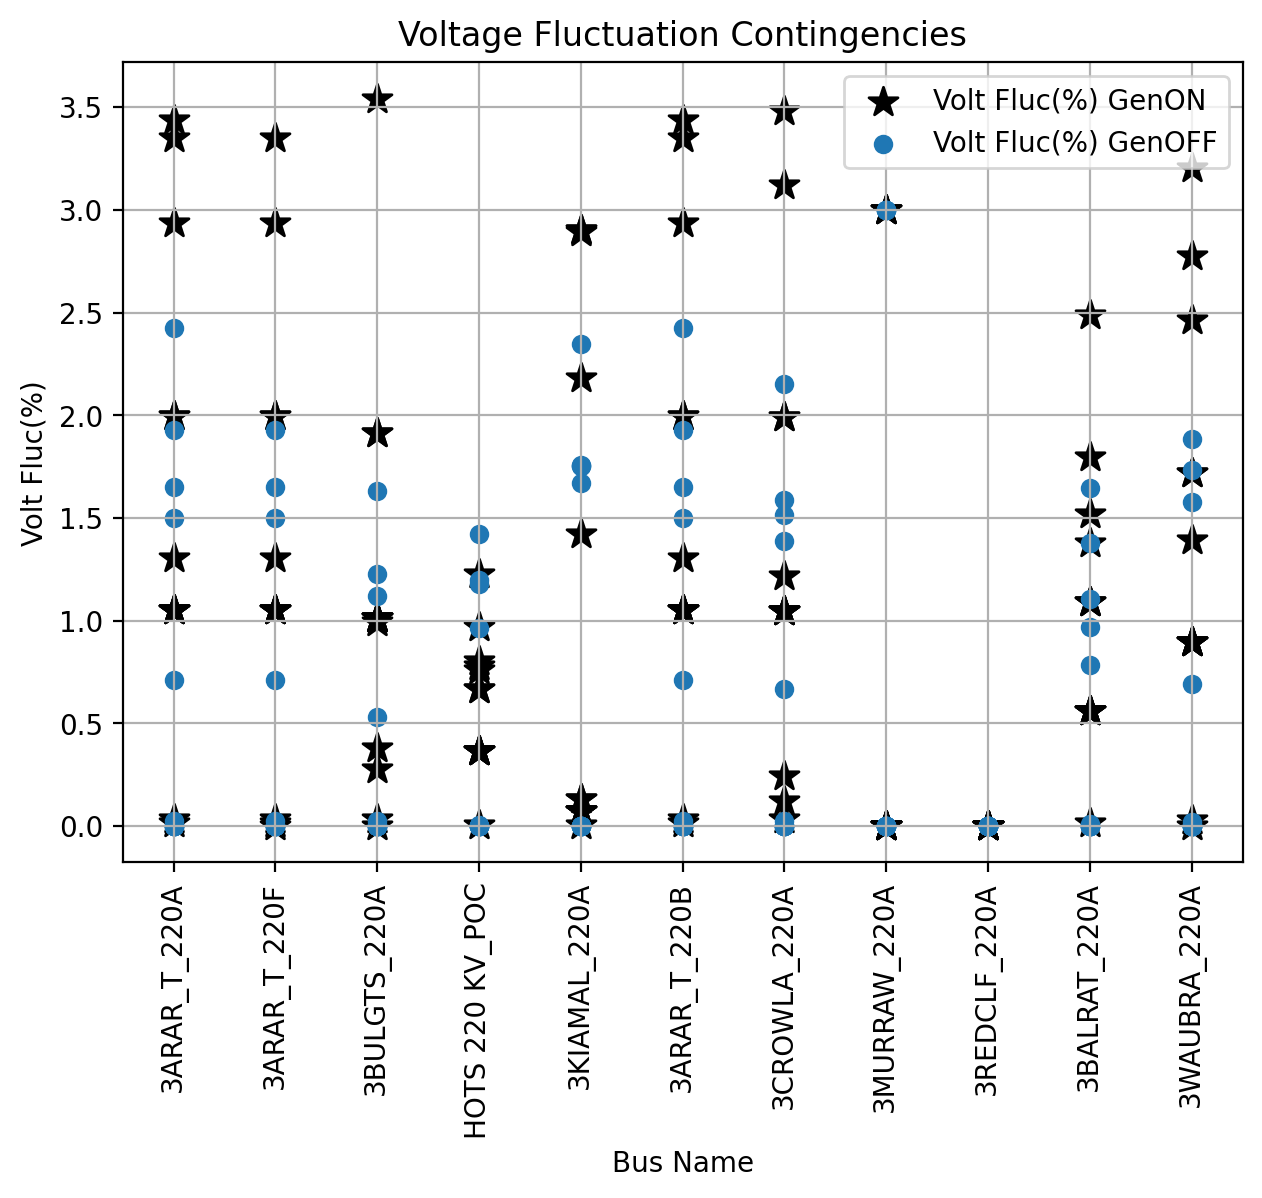 Voltage Fluctuation Contingencies
Volt Fluc(%) GenON
Volt Fluc(%) GenOFF
Volt Fluc(%)
3.5
3.0
2.5
2.0
1.5
1.0
0.5
0.0
3ARAR_T_220A
3ARAR_T_220F
3BULGTS_220A
HOTS 220 KV_POC
3KIAMAL_220A
3ARAR_T_220B
3CROWLA_220A
3MURRAW_220A
3REDCLF_220A
3BALRAT_220A
3WAUBRA_220A
Bus Name